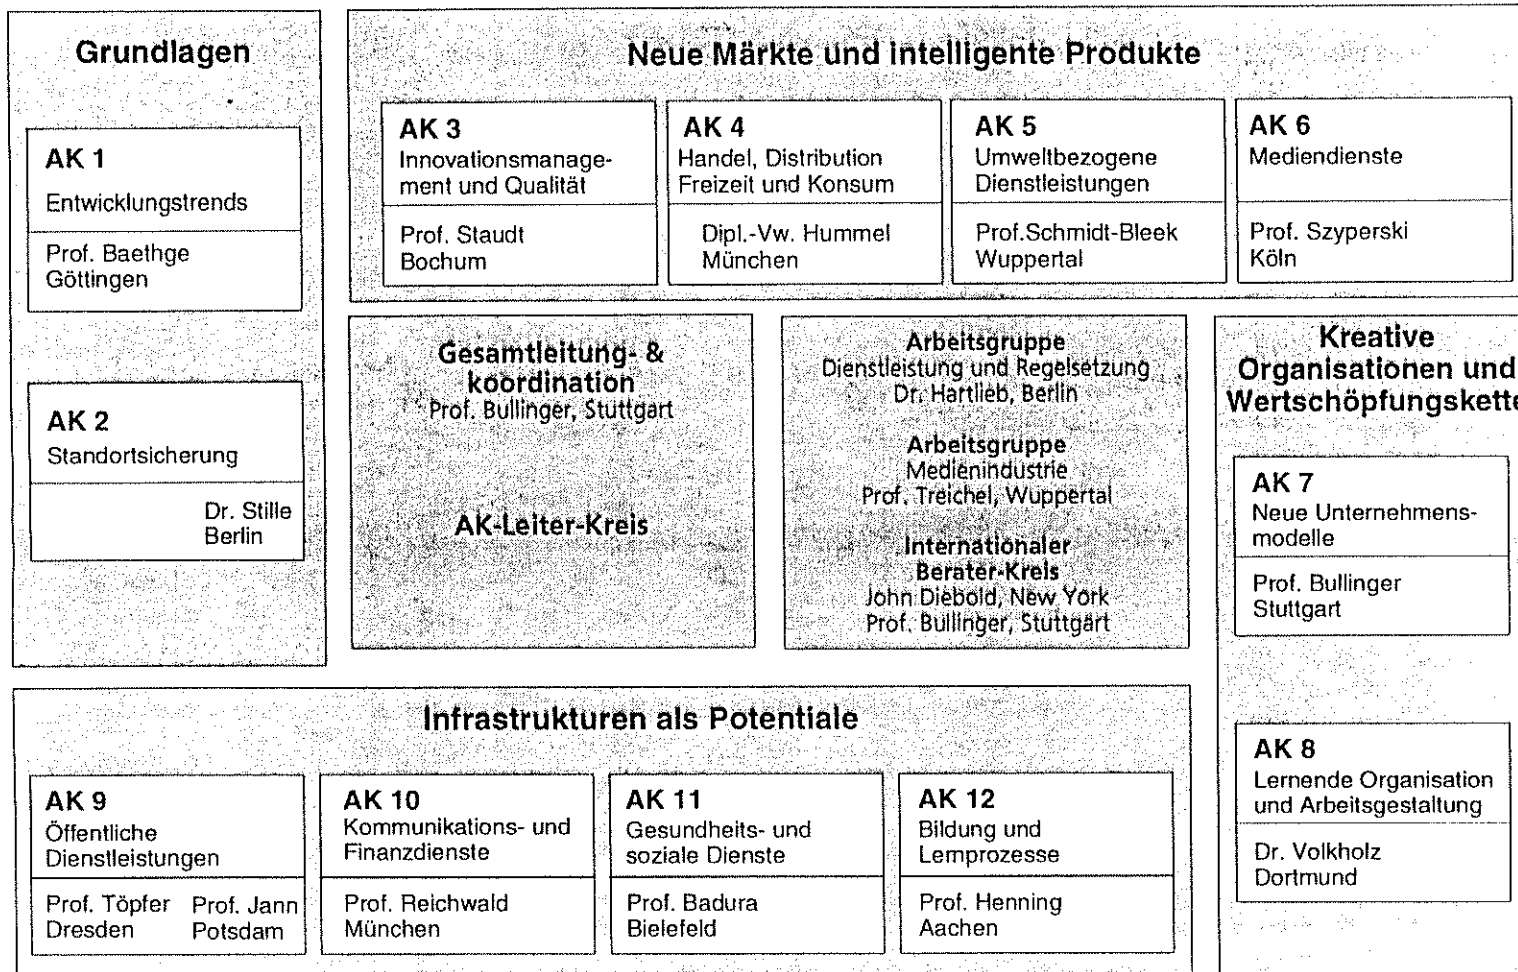 Grundlagen
AK 1
Entwicklungstrends
Prof. Baethge
Göttingen
AK 2
Standortsicherung
Dr. Stille
Berlin
Neue Märkte und intelligente Produkte
AK 3
Innovationsmanage-
ment und Qualität
Prof. Staudt
Bochum
AK 4
Handel, Distribution
Freizeit und Konsum
Dipl.-Vw. Hummel
München
AK 5
Umweltbezogene
Dienstleistungen
Prof.Schmidt-Bleek
Wuppertal
AK 6
Mediendienste
Prof. Szyperski
Köln
Gesamtleitung- &
koordination
Prof. Bullinger, Stuttgart
AK-Leiter-Kreis
Arbeitsgruppe
Dienstleistung und Regelsetzung
Dr. Hartlieb, Berlin
Arbeitsgruppe
Medienindustrie
Prof. Treichel, Wuppertal
Internationaler
Berater-Kreis
John Diebold, New York
Prof. Bullinger, Stuttgart
Kreative
Organisationen und
Wertschöpfungskette
AK 7
Neue Unternehmens-
modelle
Prof. Bullinger
Stuttgart
AK 8
Lernende Organisation
und Arbeitsgestaltung
Dr. Volkholz
Dortmund
Infrastrukturen als Potentiale
AK 9
Öffentliche
Dienstleistungen
Prof. Töpfer Prof. Jann
Dresden Potsdam
AK 10
Kommunikations- und
Finanzdienste
Prof. Reichwald
München
AK 11
Gesundheits- und
soziale Dienste
Prof. Badura
Bielefeld
AK 12
Bildung und
Lernprozesse
Prof. Henning
Aachen